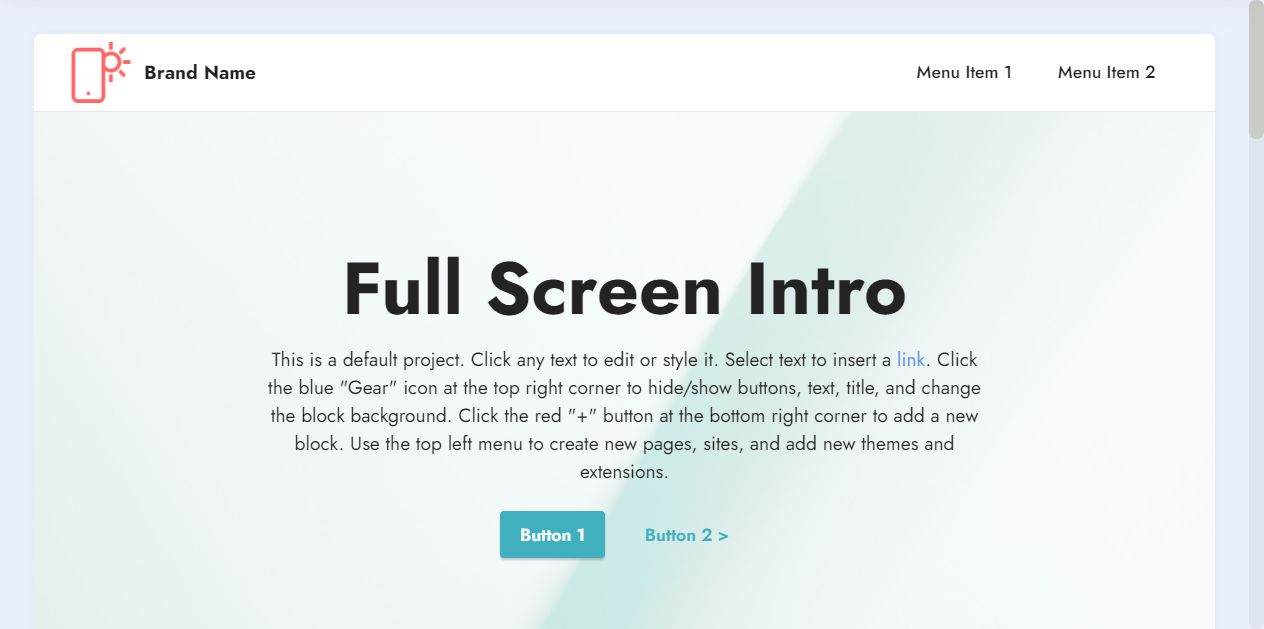 Brand Name
Menu Item 1
Menu Item 2
Full Screen Intro
This is a default project. Click any text to edit or style it. Select text to insert a link. Click
the blue "Gear" icon at the top right corner to hide/show buttons, text, title, and change
the block background. Click the red "+" button at the bottom right corner to add a new
block. Use the top left menu to create new pages, sites, and add new themes and
extensions.
Button 1
Button 2 >